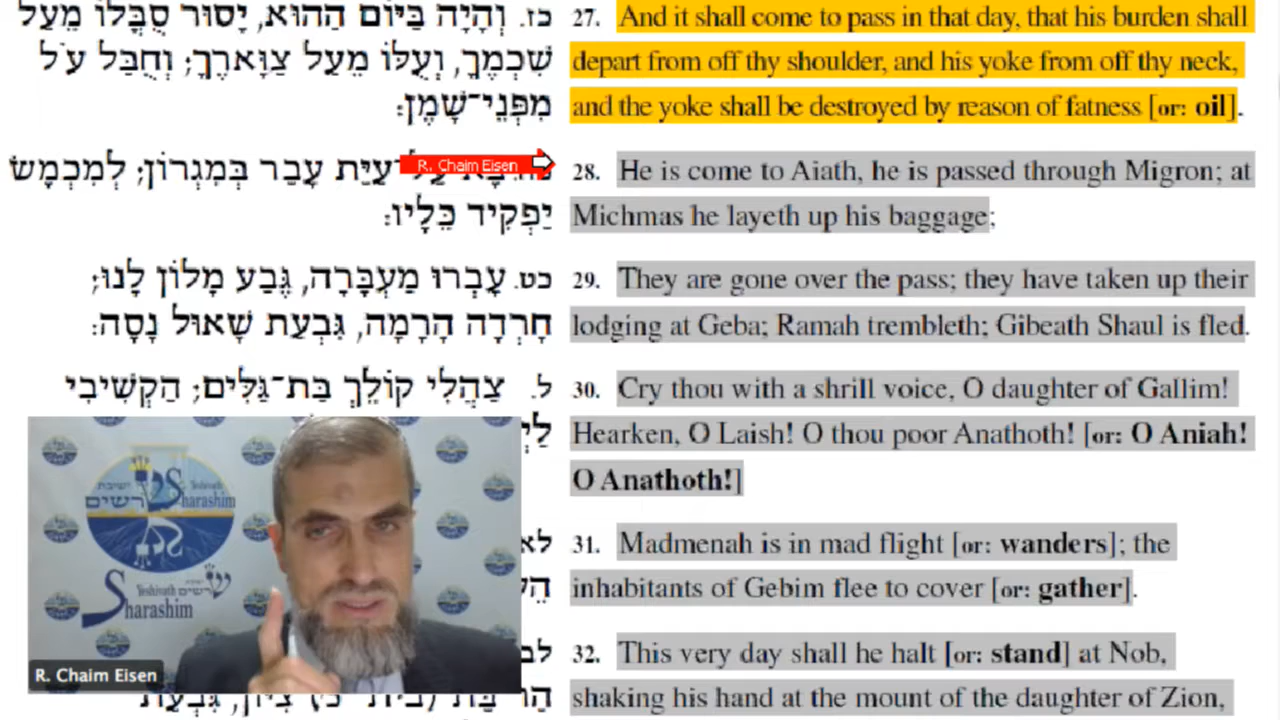 כז. וְהָיָה בַּיּוֹם הַהוּא, יָסוּר סֻבֳּלוֹ מֵעַל
שִׁכְמֶךָ, וְעֻלּוֹ מֵעַל צַוָּארֶךָ; וְחֻבַּל עֹל
מִפְּנֵי־שָׁמֶן:
עַיַּת עָבַר בְּמִגְרוֹן; לְמִכְמָשׂ
יַפְקִיד כֵּלָיו:
כט. עָבְרוּ מַעְבָּרָה, גֶּבַע מָלוֹן לָנוּ;
חָרְדָה הָרָמָה, גִּבְעַת שָׁאוּל נָסָה:
ל. צַהֲלִי קוֹלֵךְ בַּת־גַּלִּים; הַקְשִׁיבִי
27. And it shall come to pass in that day, that his burden shall
depart from off thy shoulder, and his yoke from off thy neck,
and the yoke shall be destroyed by reason of fatness [or: oil].
R. Chaim Eisen
28. He is come to Aiath, he is passed through Migron; at
Michmas he layeth up his baggage;
29. They are gone over the pass; they have taken up their
lodging at Geba; Ramah trembleth; Gibeath Shaul is fled.
30. Cry thou with a shrill voice, O daughter of Gallim!
Hearken, O Laish! O thou poor Anathoth! [or: O Aniah!
O Anathoth!]
31. Madmenah is in mad flight [or: wanders]; the
inhabitants of Gebim flee to cover [or: gather].
32. This very day shall he halt [or: stand] at Nob,
shaking his hand at the mount of the daughter of Zion,
ישיבת
שרשים
Yeshivath
Sharashim
ישיבת
שרשים
Yeshivath
Sharashim
R. Chaim Eisen